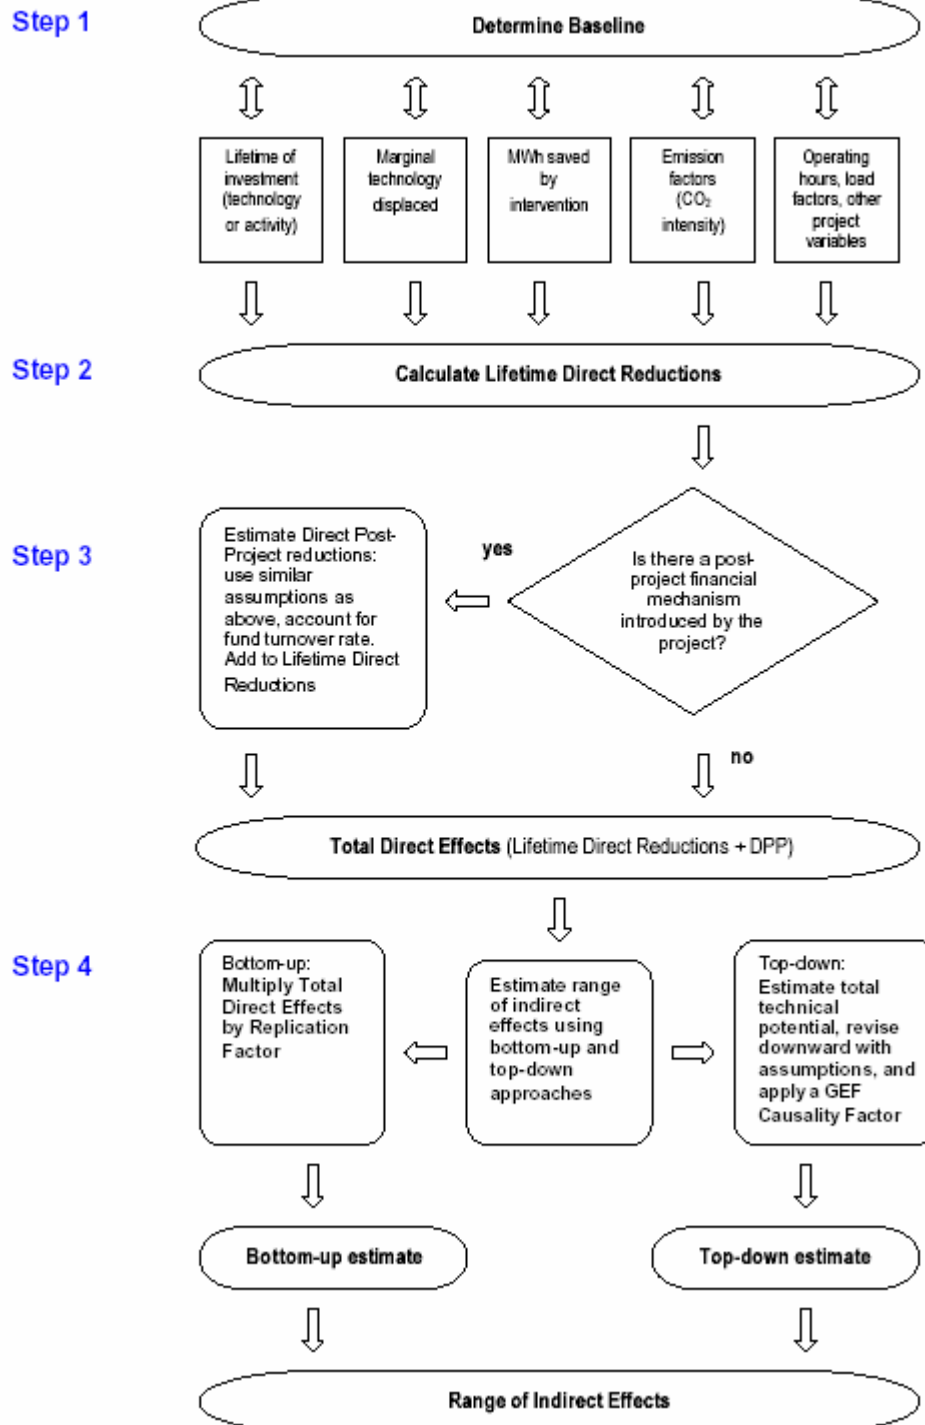 Step 1
Determine Baseline
Lifetime of
investment
(technology
or activity)
Marginal
technology
displaced
MWh saved
by
intervention
Emission
factors
(CO₂
intensity)
Operating
hours, load
factors, other
project
variables
Step 2
Calculate Lifetime Direct Reductions
Step 3
Estimate Direct Post-
Project reductions:
use similar
assumptions as
above, account for
fund turnover rate.
Add to Lifetime Direct
Reductions
yes
Is there a post-
project financial
mechanism
introduced by the
project?
no
Total Direct Effects (Lifetime Direct Reductions + DPP)
Step 4
Bottom-up:
Multiply Total
Direct Effects
by Replication
Factor
Estimate range
of indirect
effects using
bottom-up and
top-down
approaches
Top-down:
Estimate total
technical
potential, revise
downward with
assumptions, and
apply a GEF
Causality Factor
Bottom-up estimate
Top-down estimate
Range of Indirect Effects